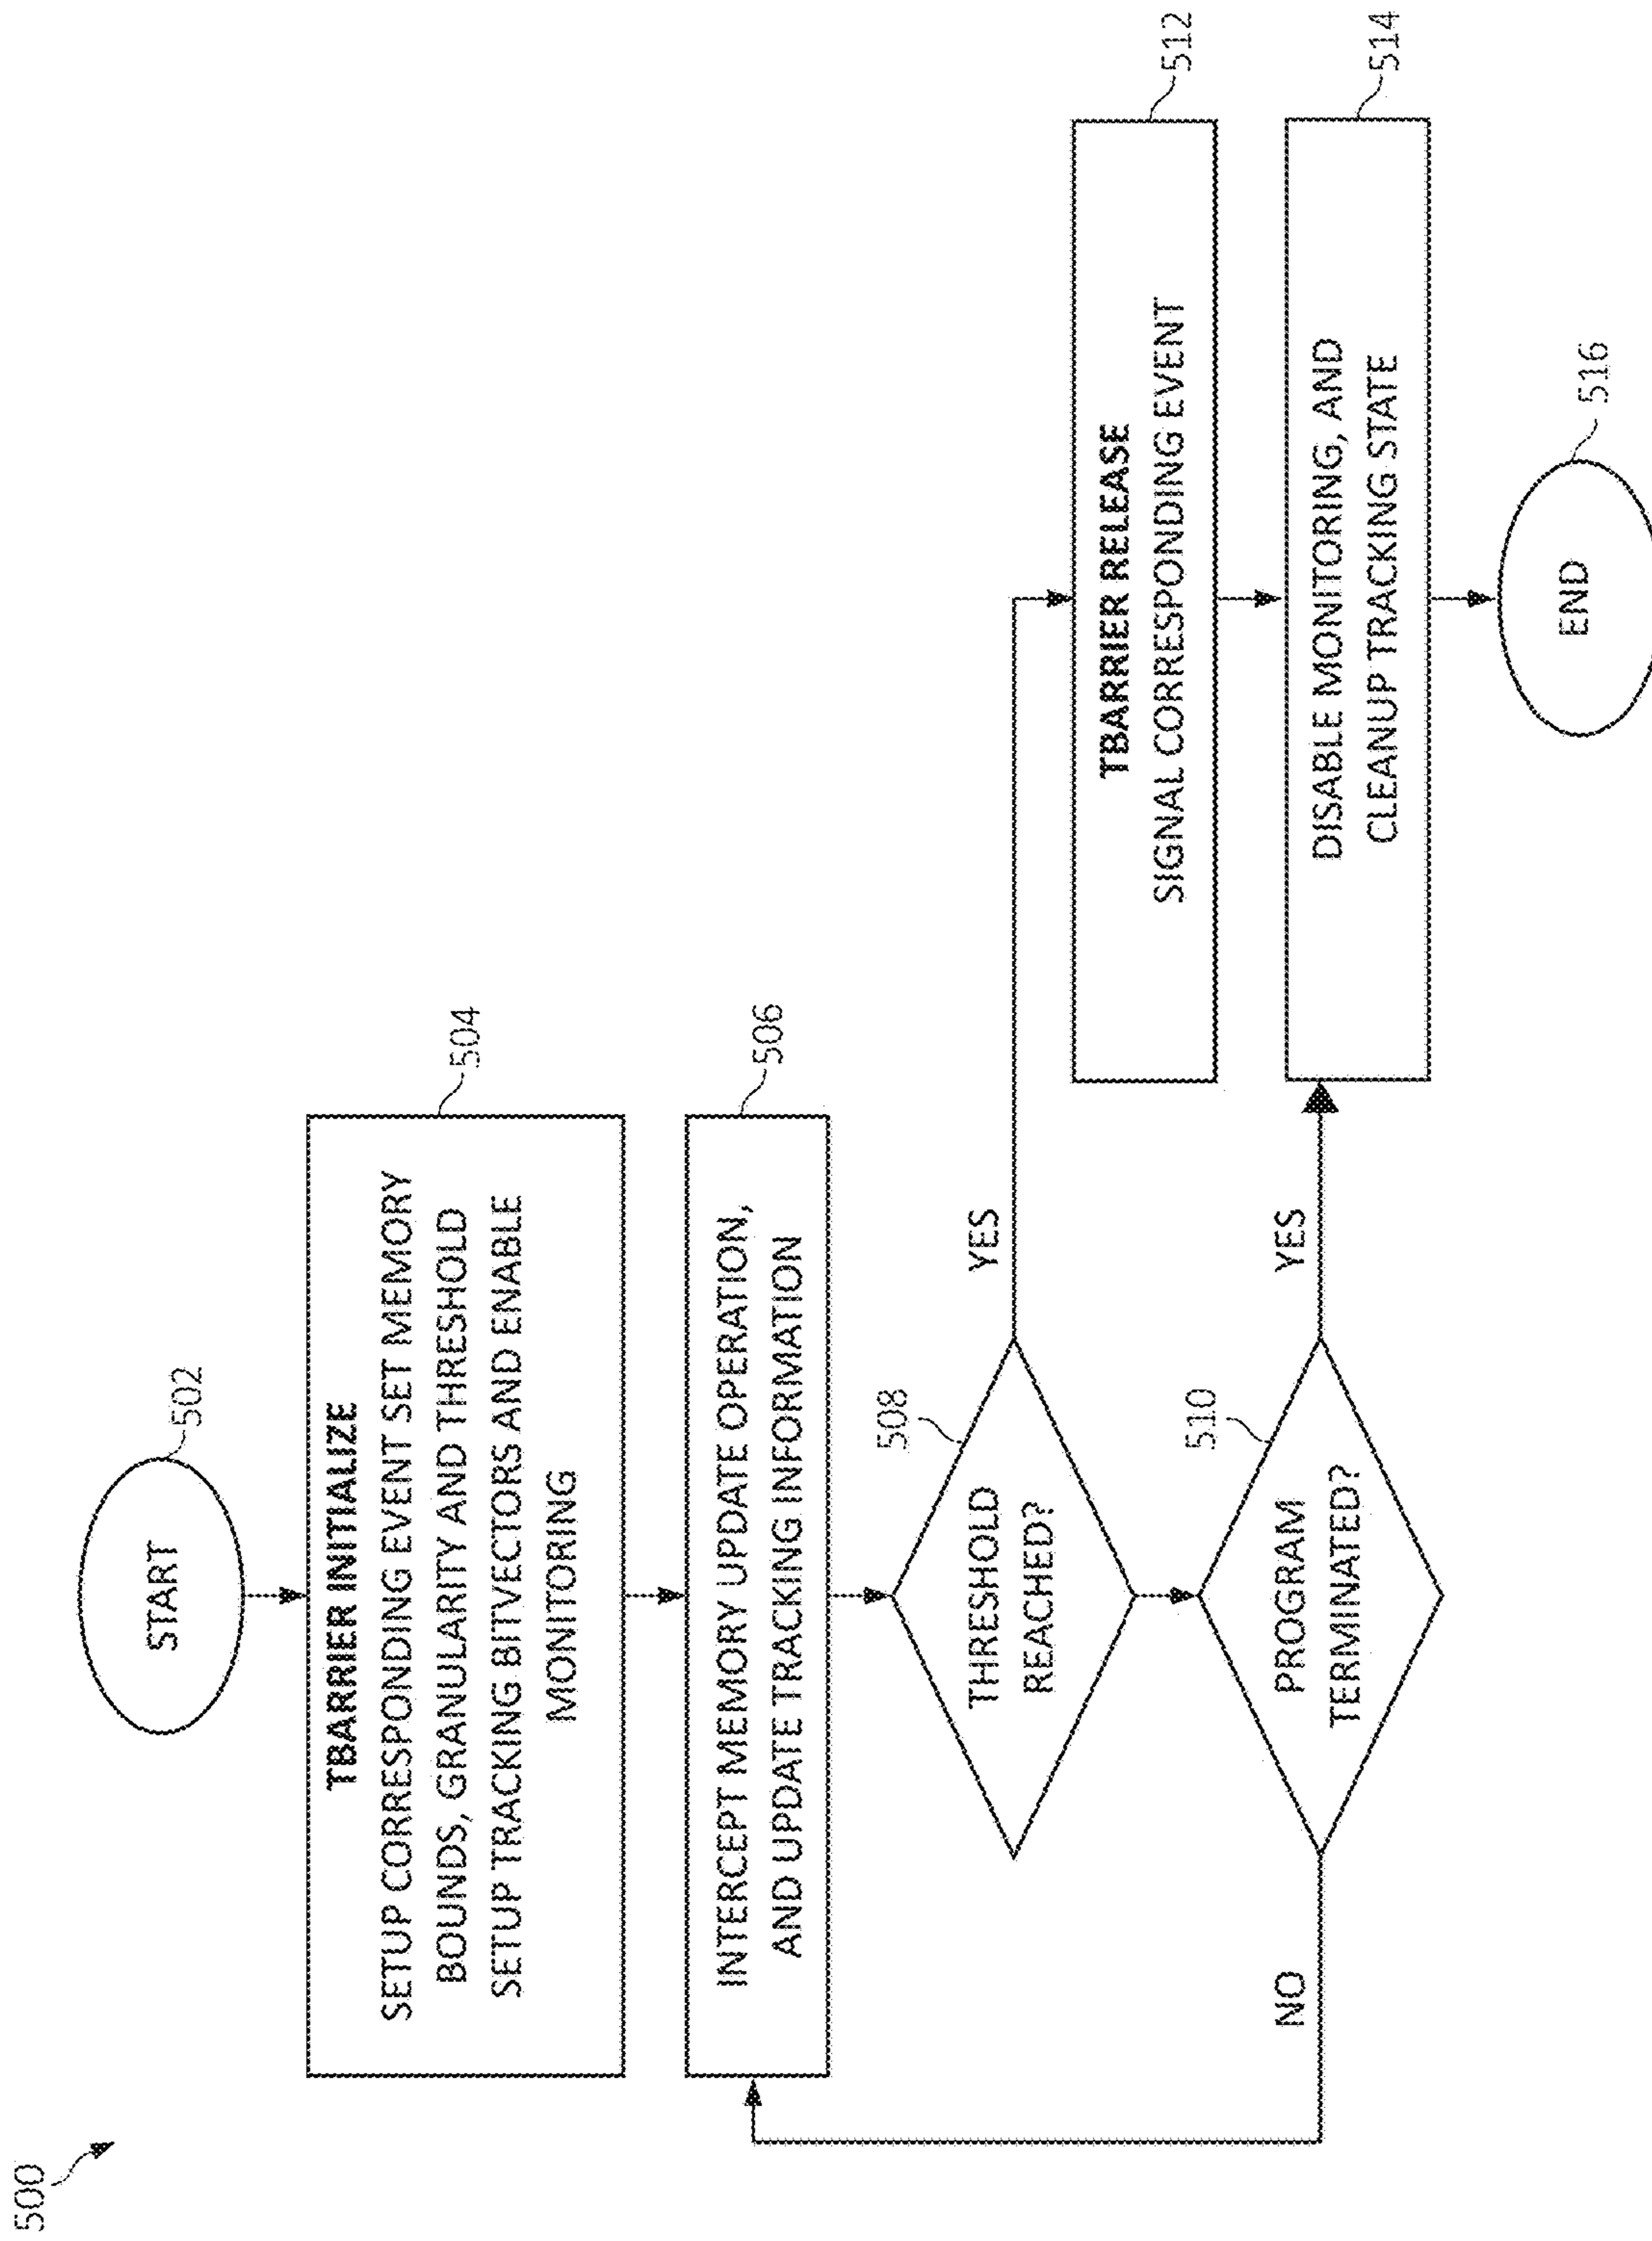 500
START
502
TBARRIER INITIALIZE
SETUP CORRESPONDING EVENT SET MEMORY
BOUNDS, GRANULARITY AND THRESHOLD
SETUP TRACKING BITVECTORS AND ENABLE
MONITORING
504
INTERCEPT MEMORY UPDATE OPERATION,
AND UPDATE TRACKING INFORMATION
506
THRESHOLD
REACHED?
508
YES
PROGRAM
TERMINATED?
510
YES
NO
TBARRIER RELEASE
SIGNAL CORRESPONDING EVENT
512
DISABLE MONITORING, AND
CLEANUP TRACKING STATE
514
END
516